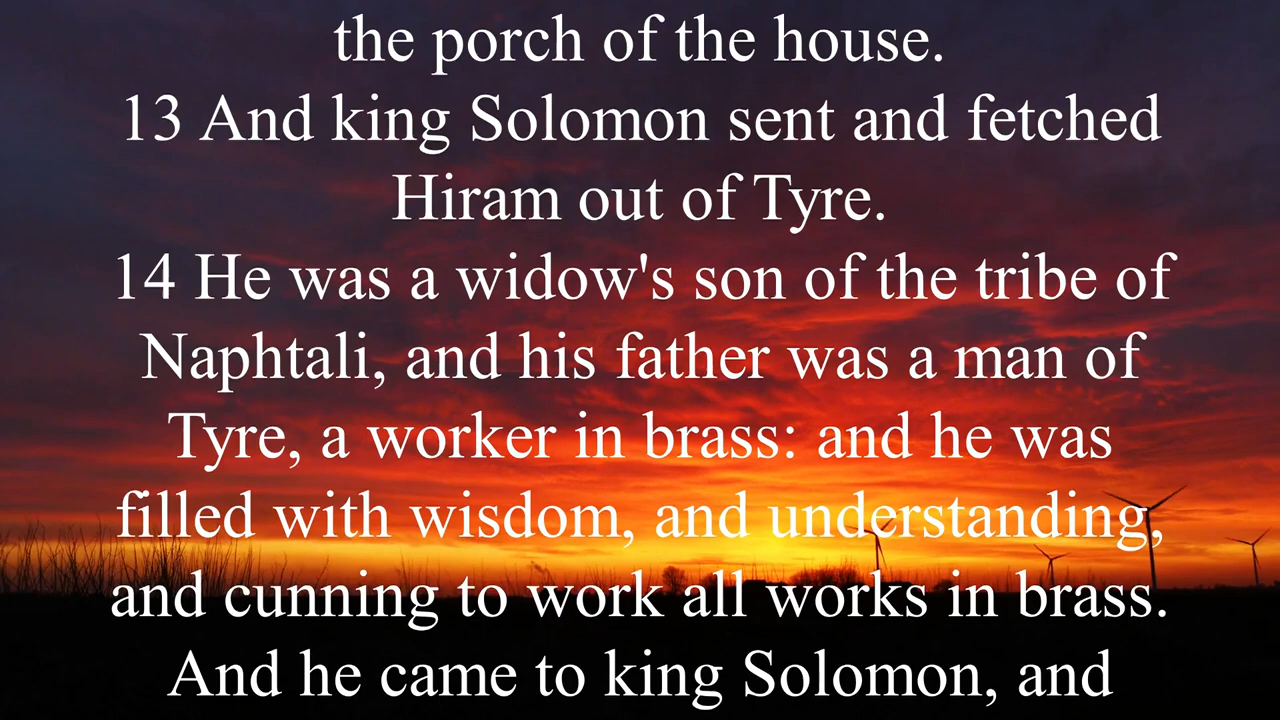 the porch of the house.
13 And king Solomon sent and fetched
Hiram out of Tyre.
14 He was a widow's son of the tribe of
Naphtali, and his father was a man of
Tyre, a worker in brass: and he was
filled with wisdom, and understanding,
and cunning to work all works in brass.
And he came to king Solomon, and